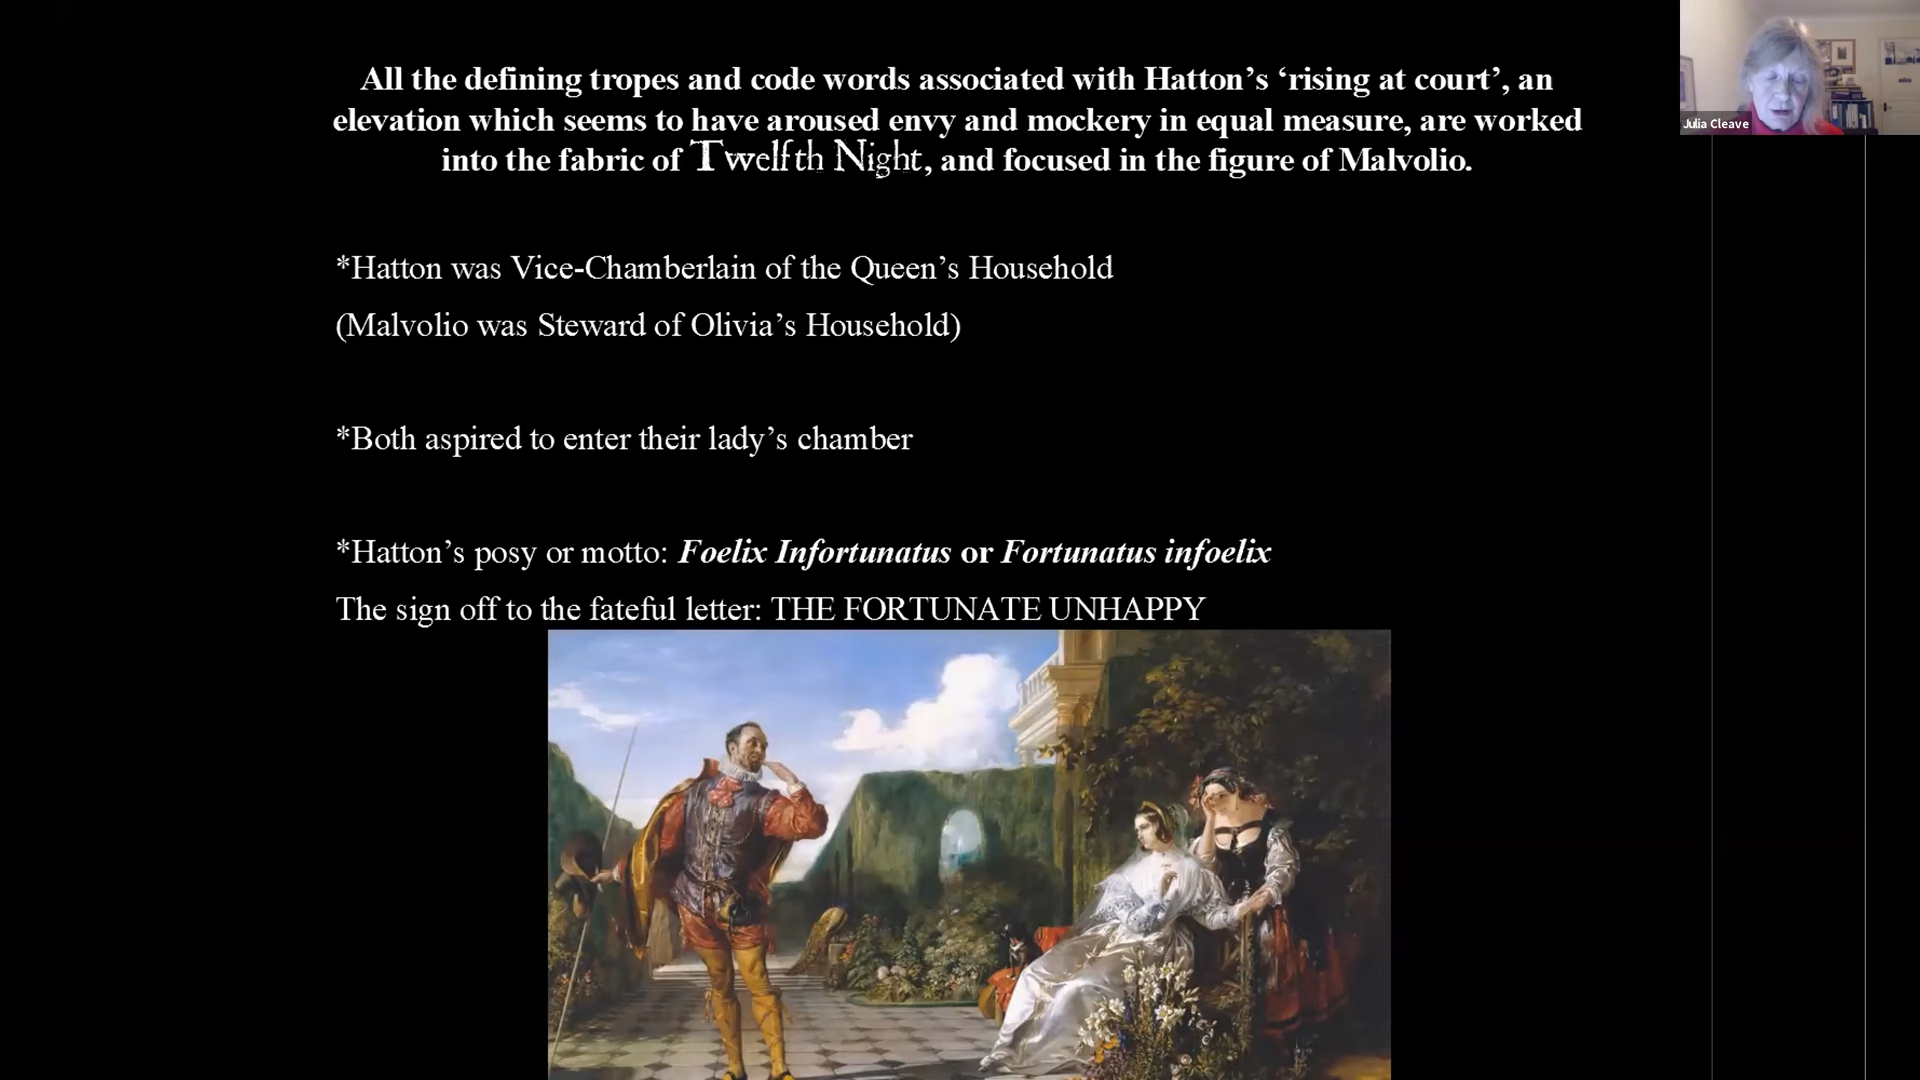 All the defining tropes and code words associated with Hatton’s ‘rising at court’, an
elevation which seems to have aroused envy and mockery in equal measure, are worked
into the fabric of Twelfth Night, and focused in the figure of Malvolio.
*Hatton was Vice-Chamberlain of the Queen’s Household
(Malvolio was Steward of Olivia’s Household)
*Both aspired to enter their lady’s chamber
*Hatton’s posy or motto: Foelix Infortunatus or Fortunatus infoelix
The sign off to the fateful letter: THE FORTUNATE UNHAPPY
Julia Cleave